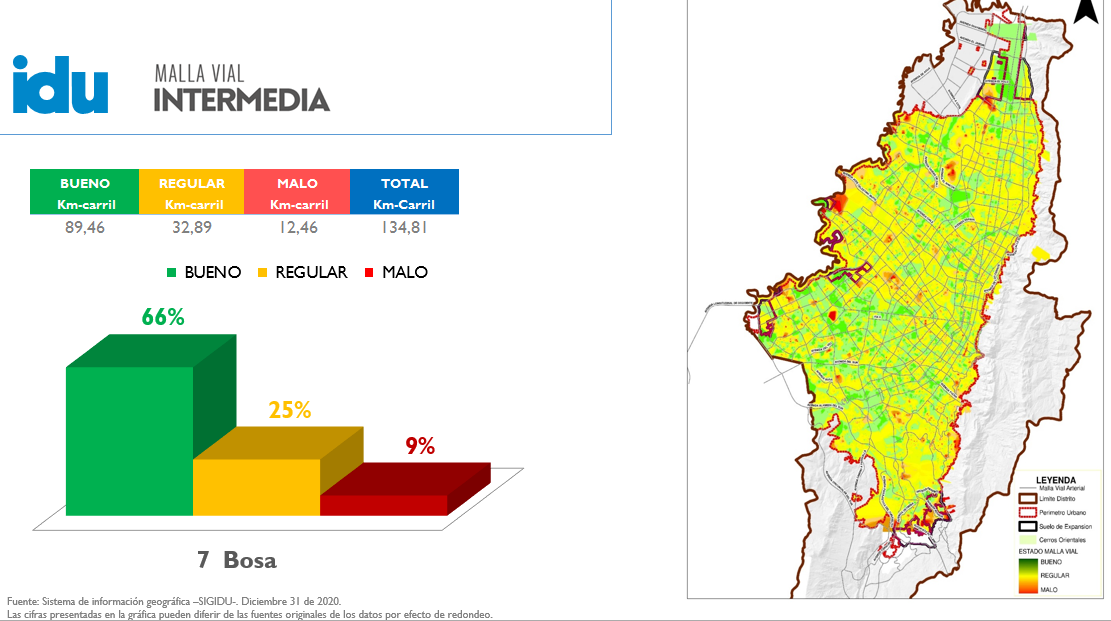 idu
MALLA VIAL
INTERMEDIA
BUENO REGULAR MALO TOTAL
Km-carril Km-carril Km-carril Km-Carril
89,46 32,89 12,46 134,81
BUENO REGULAR MALO
66%
25%
9%
7 Bosa
Fuente: Sistema de información geográfica –SIGIDU-. Diciembre 31 de 2020.
Las cifras presentadas en la gráfica pueden diferir de las fuentes originales de los datos por efecto de redondeo.
LEYENDA
Malla Vial Arterial
Limite Distrito
Perimetro Urbano
Suelo de Expansion
Cerros Orientales
ESTADO MALLA VIAL
BUENO
REGULAR
MALO